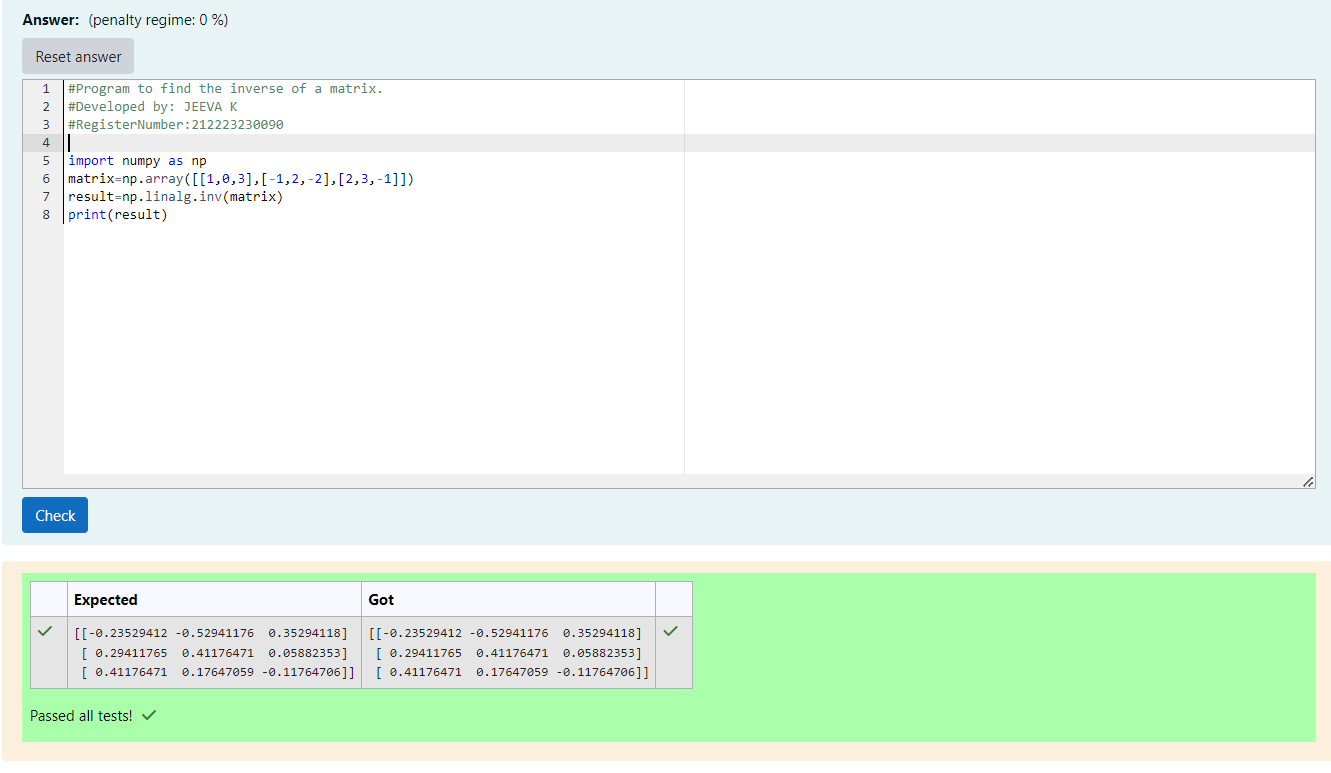 Answer: (penalty regime: 0 %)
Reset answer
1 #Program to find the inverse of a matrix.
2 #Developed by: JEEVA K
3 #RegisterNumber:212223230090
4
5 import numpy as np
6 matrix=np.array([[1,0,3],[-1,2,-2],[2,3,-1]])
7 result=np.linalg.inv(matrix)
8 print(result)
Check
Expected Got
[[-0.23529412 -0.52941176  0.35294118] [[-0.23529412 -0.52941176  0.35294118]
[ 0.29411765  0.41176471  0.05882353] [ 0.29411765  0.41176471  0.05882353]
[ 0.41176471  0.17647059 -0.11764706]] [ 0.41176471  0.17647059 -0.11764706]]
Passed all tests!